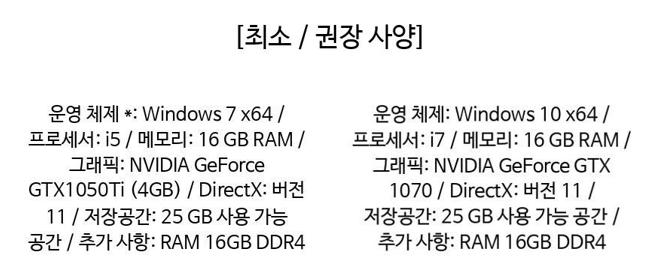 [최소 / 권장 사양]
운영 체제 *: Windows 7 x64 /
프로세서: i5 / 메모리: 16 GB RAM /
그래픽: NVIDIA GeForce
GTX1050Ti (4GB) / DirectX: 버전
11 / 저장공간: 25 GB 사용 가능
공간 / 추가 사항: RAM 16GB DDR4
운영 체제: Windows 10 x64 /
프로세서: i7 / 메모리: 16 GB RAM /
그래픽: NVIDIA GeForce GTX
1070 / DirectX: 버전 11 /
저장공간: 25 GB 사용 가능 공간 /
추가 사항: RAM 16GB DDR4